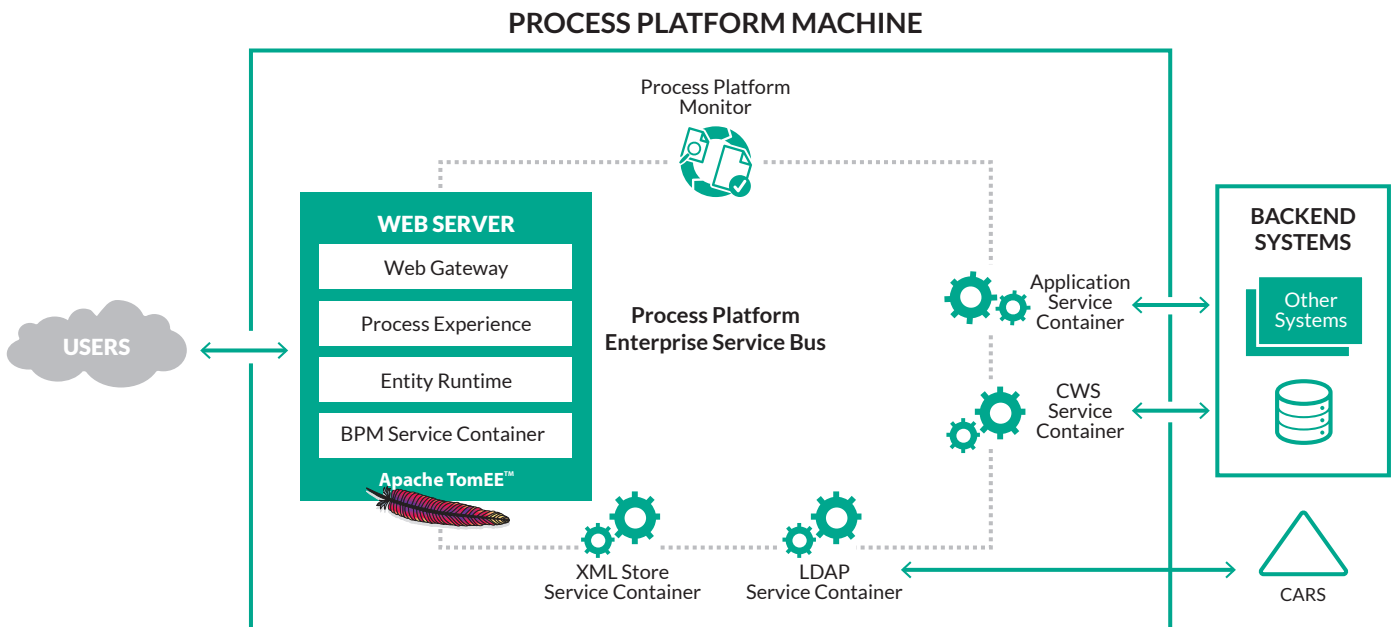 PROCESS PLATFORM MACHINE
Process Platform
Monitor
WEB SERVER
Web Gateway
Process Experience
Entity Runtime
BPM Service Container
Apache TomEE™
USERS
Process Platform
Enterprise Service Bus
Application
Service
Container
CWS
Service
Container
XML Store
Service Container
LDAP
Service Container
BACKEND
SYSTEMS
Other
Systems
CARS